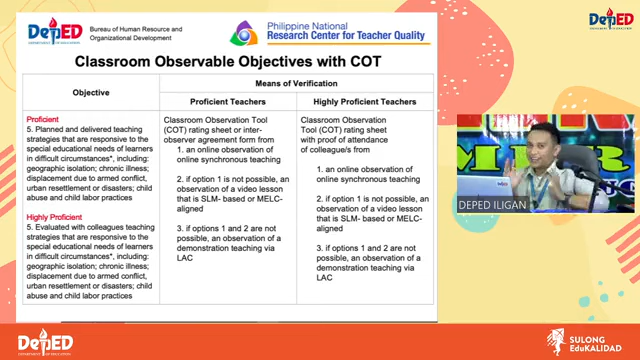 DepED
DEPARTMENT OF EDUCATION
Bureau of Human Resource and
Organizational Development
Philippine National
Research Center for Teacher Quality
Classroom Observable Objectives with COT
Objective
Means of Verification
Proficient Teachers
Highly Proficient Teachers
Proficient
5. Planned and delivered teaching
strategies that are responsive to the
special educational needs of learners
in difficult circumstances*, including:
geographic isolation; chronic illness;
displacement due to armed conflict,
urban resettlement or disasters; child
abuse and child labor practices
Highly Proficient
5. Evaluated with colleagues teaching
strategies that are responsive to the
special educational needs of learners
in difficult circumstances*, including:
geographic isolation; chronic illness;
displacement due to armed conflict,
urban resettlement or disasters; child
abuse and child labor practices
Classroom Observation Tool
(COT) rating sheet or inter-
observer agreement form from
1. an online observation of
online synchronous teaching
2. if option 1 is not possible, an
observation of a video lesson
that is SLM- based or MELC-
aligned
3. if options 1 and 2 are not
possible, an observation of a
demonstration teaching via
LAC
Classroom Observation
Tool (COT) rating sheet
with proof of attendance
of colleague/s from
1. an online observation of
online synchronous teaching
2. if option 1 is not possible, an
observation of a video lesson
that is SLM- based or MELC-
aligned
3. if options 1 and 2 are not
possible, an observation of a
demonstration teaching via
LAC
DepED
DEPED ILIGAN
DepED
DEPARTMENT OF EDUCATION
SULONG
EduKALIDAD